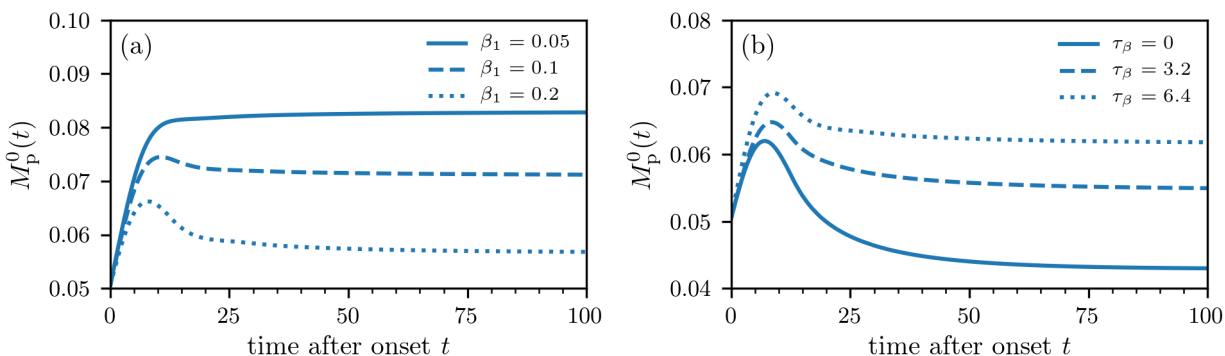 (a)
β₁ = 0.05
β₁ = 0.1
β₁ = 0.2
0.10
0.09
0.08
0.07
0.06
0.05
M⁰ₚ(t)
0 25 50 75 100
time after onset t
(b)
τᵦ = 0
τᵦ = 3.2
τᵦ = 6.4
0.08
0.07
0.06
0.05
0.04
M⁰ₚ(t)
0 25 50 75 100
time after onset t